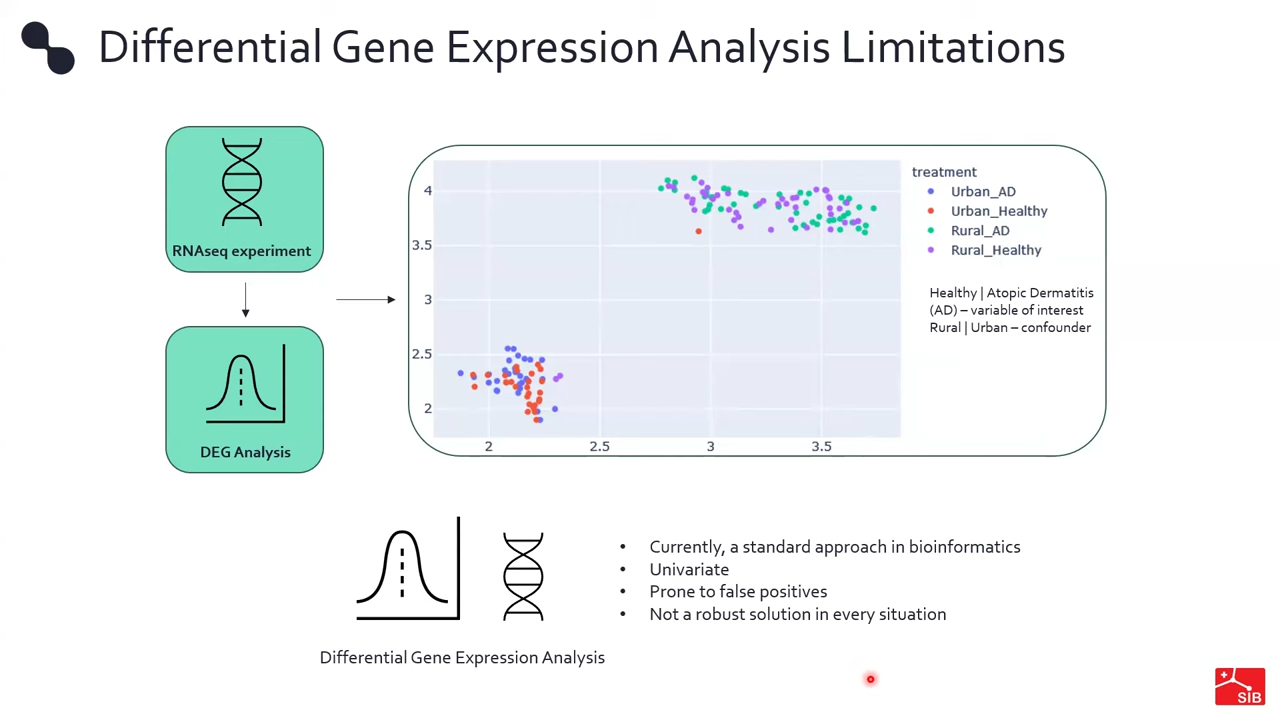 Differential Gene Expression Analysis Limitations
RNAseq experiment
DEG Analysis
4
3.5
3
2.5
2
2
2.5
3
3.5
treatment
Urban_AD
Urban_Healthy
Rural_AD
Rural_Healthy
Healthy | Atopic Dermatitis
(AD) – variable of interest
Rural | Urban – confounder
• Currently, a standard approach in bioinformatics
• Univariate
• Prone to false positives
• Not a robust solution in every situation
Differential Gene Expression Analysis
SIB